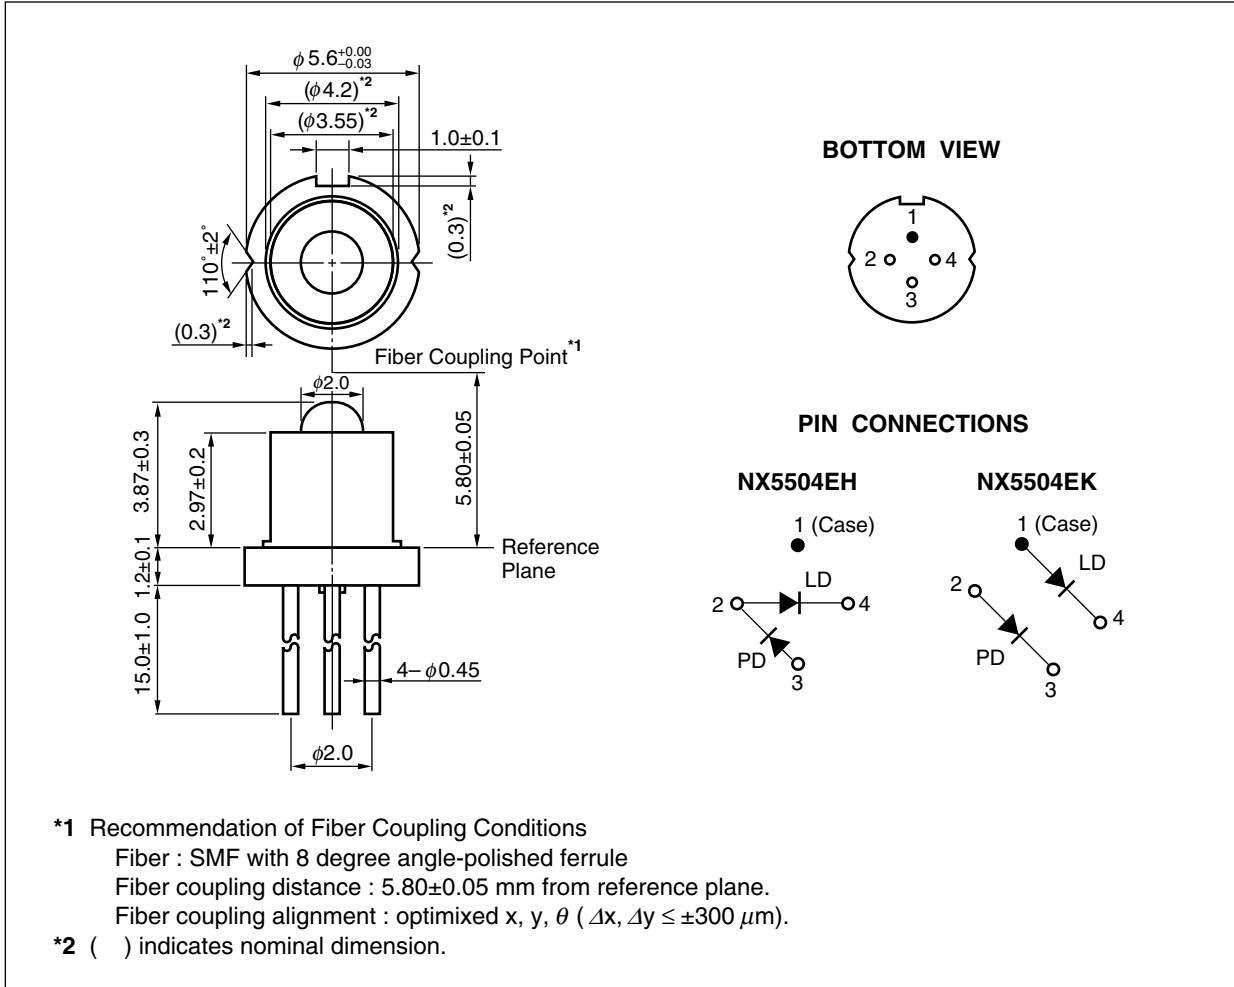 ϕ5.6 +0.00 −0.03
(ϕ4.2)*2
(ϕ3.55)*2
1.0±0.1
(0.3)*2
110˚±2˚
(0.3)*2
Fiber Coupling Point*1
ϕ2.0
3.87±0.3
2.97±0.2
5.80±0.05
Reference
Plane
1.2±0.1
15.0±1.0
4–ϕ0.45
ϕ2.0
BOTTOM VIEW
1
2
4
3
PIN CONNECTIONS
NX5504EH
1 (Case)
LD
2
4
PD
3
NX5504EK
1 (Case)
LD
2
4
PD
3
*1 Recommendation of Fiber Coupling Conditions
Fiber : SMF with 8 degree angle-polished ferrule
Fiber coupling distance : 5.80±0.05 mm from reference plane.
Fiber coupling alignment : optimixed x, y, θ ( Δx, Δy ≤ ±300 μm).
*2 ( ) indicates nominal dimension.